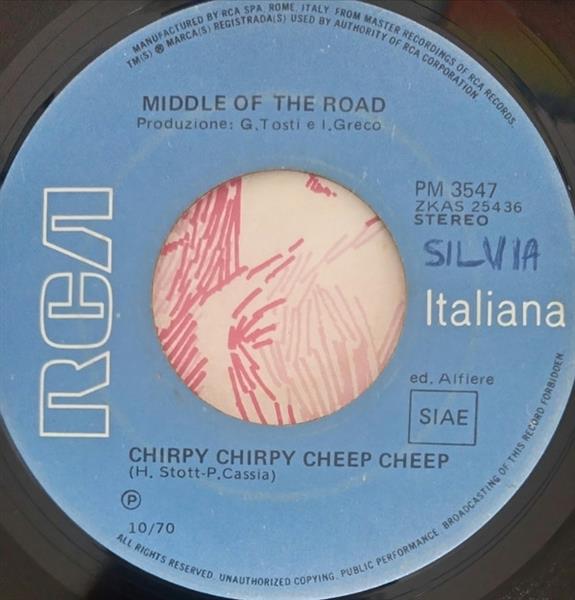 MANUFACTURED BY RCA SPA, ROME, ITALY, FROM MASTER RECORDINGS OF RCA RECORDS.
TM(S) ® MARCA(S) REGISTRADA(S) USED BY AUTHORITY OF RCA CORPORATION.
MIDDLE OF THE ROAD
Produzione: G.Tosti e I.Greco
RCA
PM 3547
ZKAS 25436
STEREO
SILVIA
Italiana
ed. Alfiere
SIAE
CHIRPY CHIRPY CHEEP CHEEP
(H. Stott-P.Cassia)
Ⓟ
10/70
ALL RIGHTS RESERVED. UNAUTHORIZED COPYING, PUBLIC PERFORMANCE, BROADCASTING OF THIS RECORD FORBIDDEN.